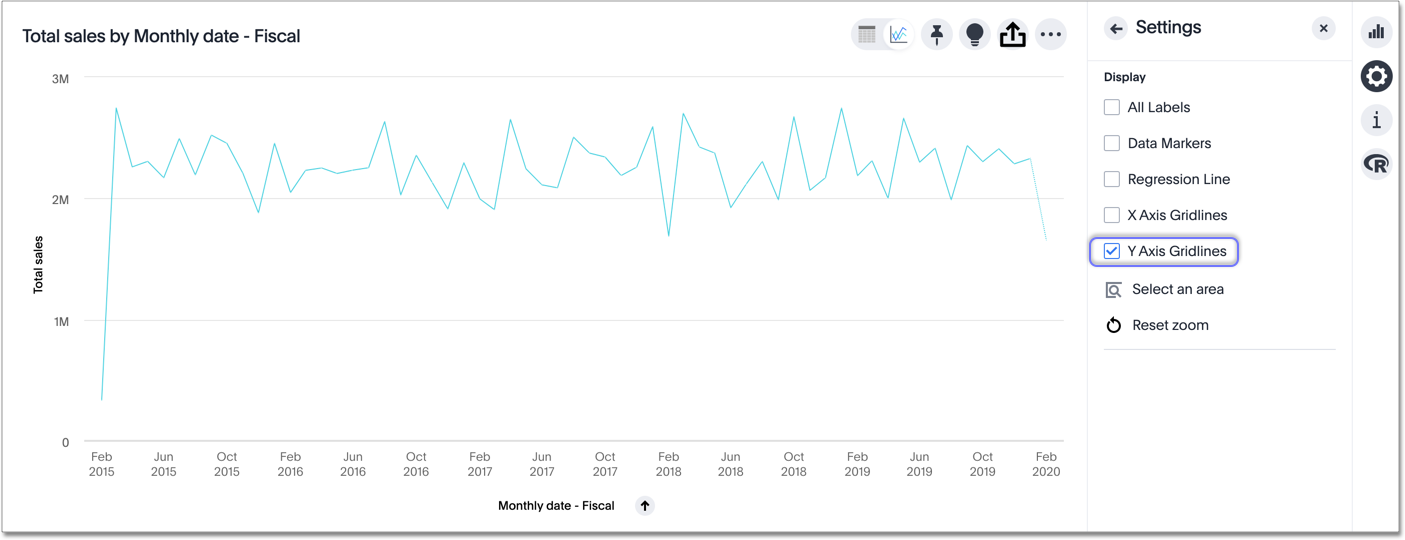 Total sales by Monthly date - Fiscal
3M
2M
1M
0
Total sales
Feb 2015
Jun 2015
Oct 2015
Feb 2016
Jun 2016
Oct 2016
Feb 2017
Jun 2017
Oct 2017
Feb 2018
Jun 2018
Oct 2018
Feb 2019
Jun 2019
Oct 2019
Feb 2020
Monthly date - Fiscal
Settings
Display
All Labels
Data Markers
Regression Line
X Axis Gridlines
Y Axis Gridlines
Select an area
Reset zoom
i
R